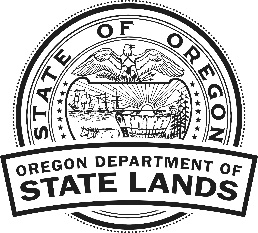 STATE OF OREGON
OREGON DEPARTMENT OF
STATE LANDS